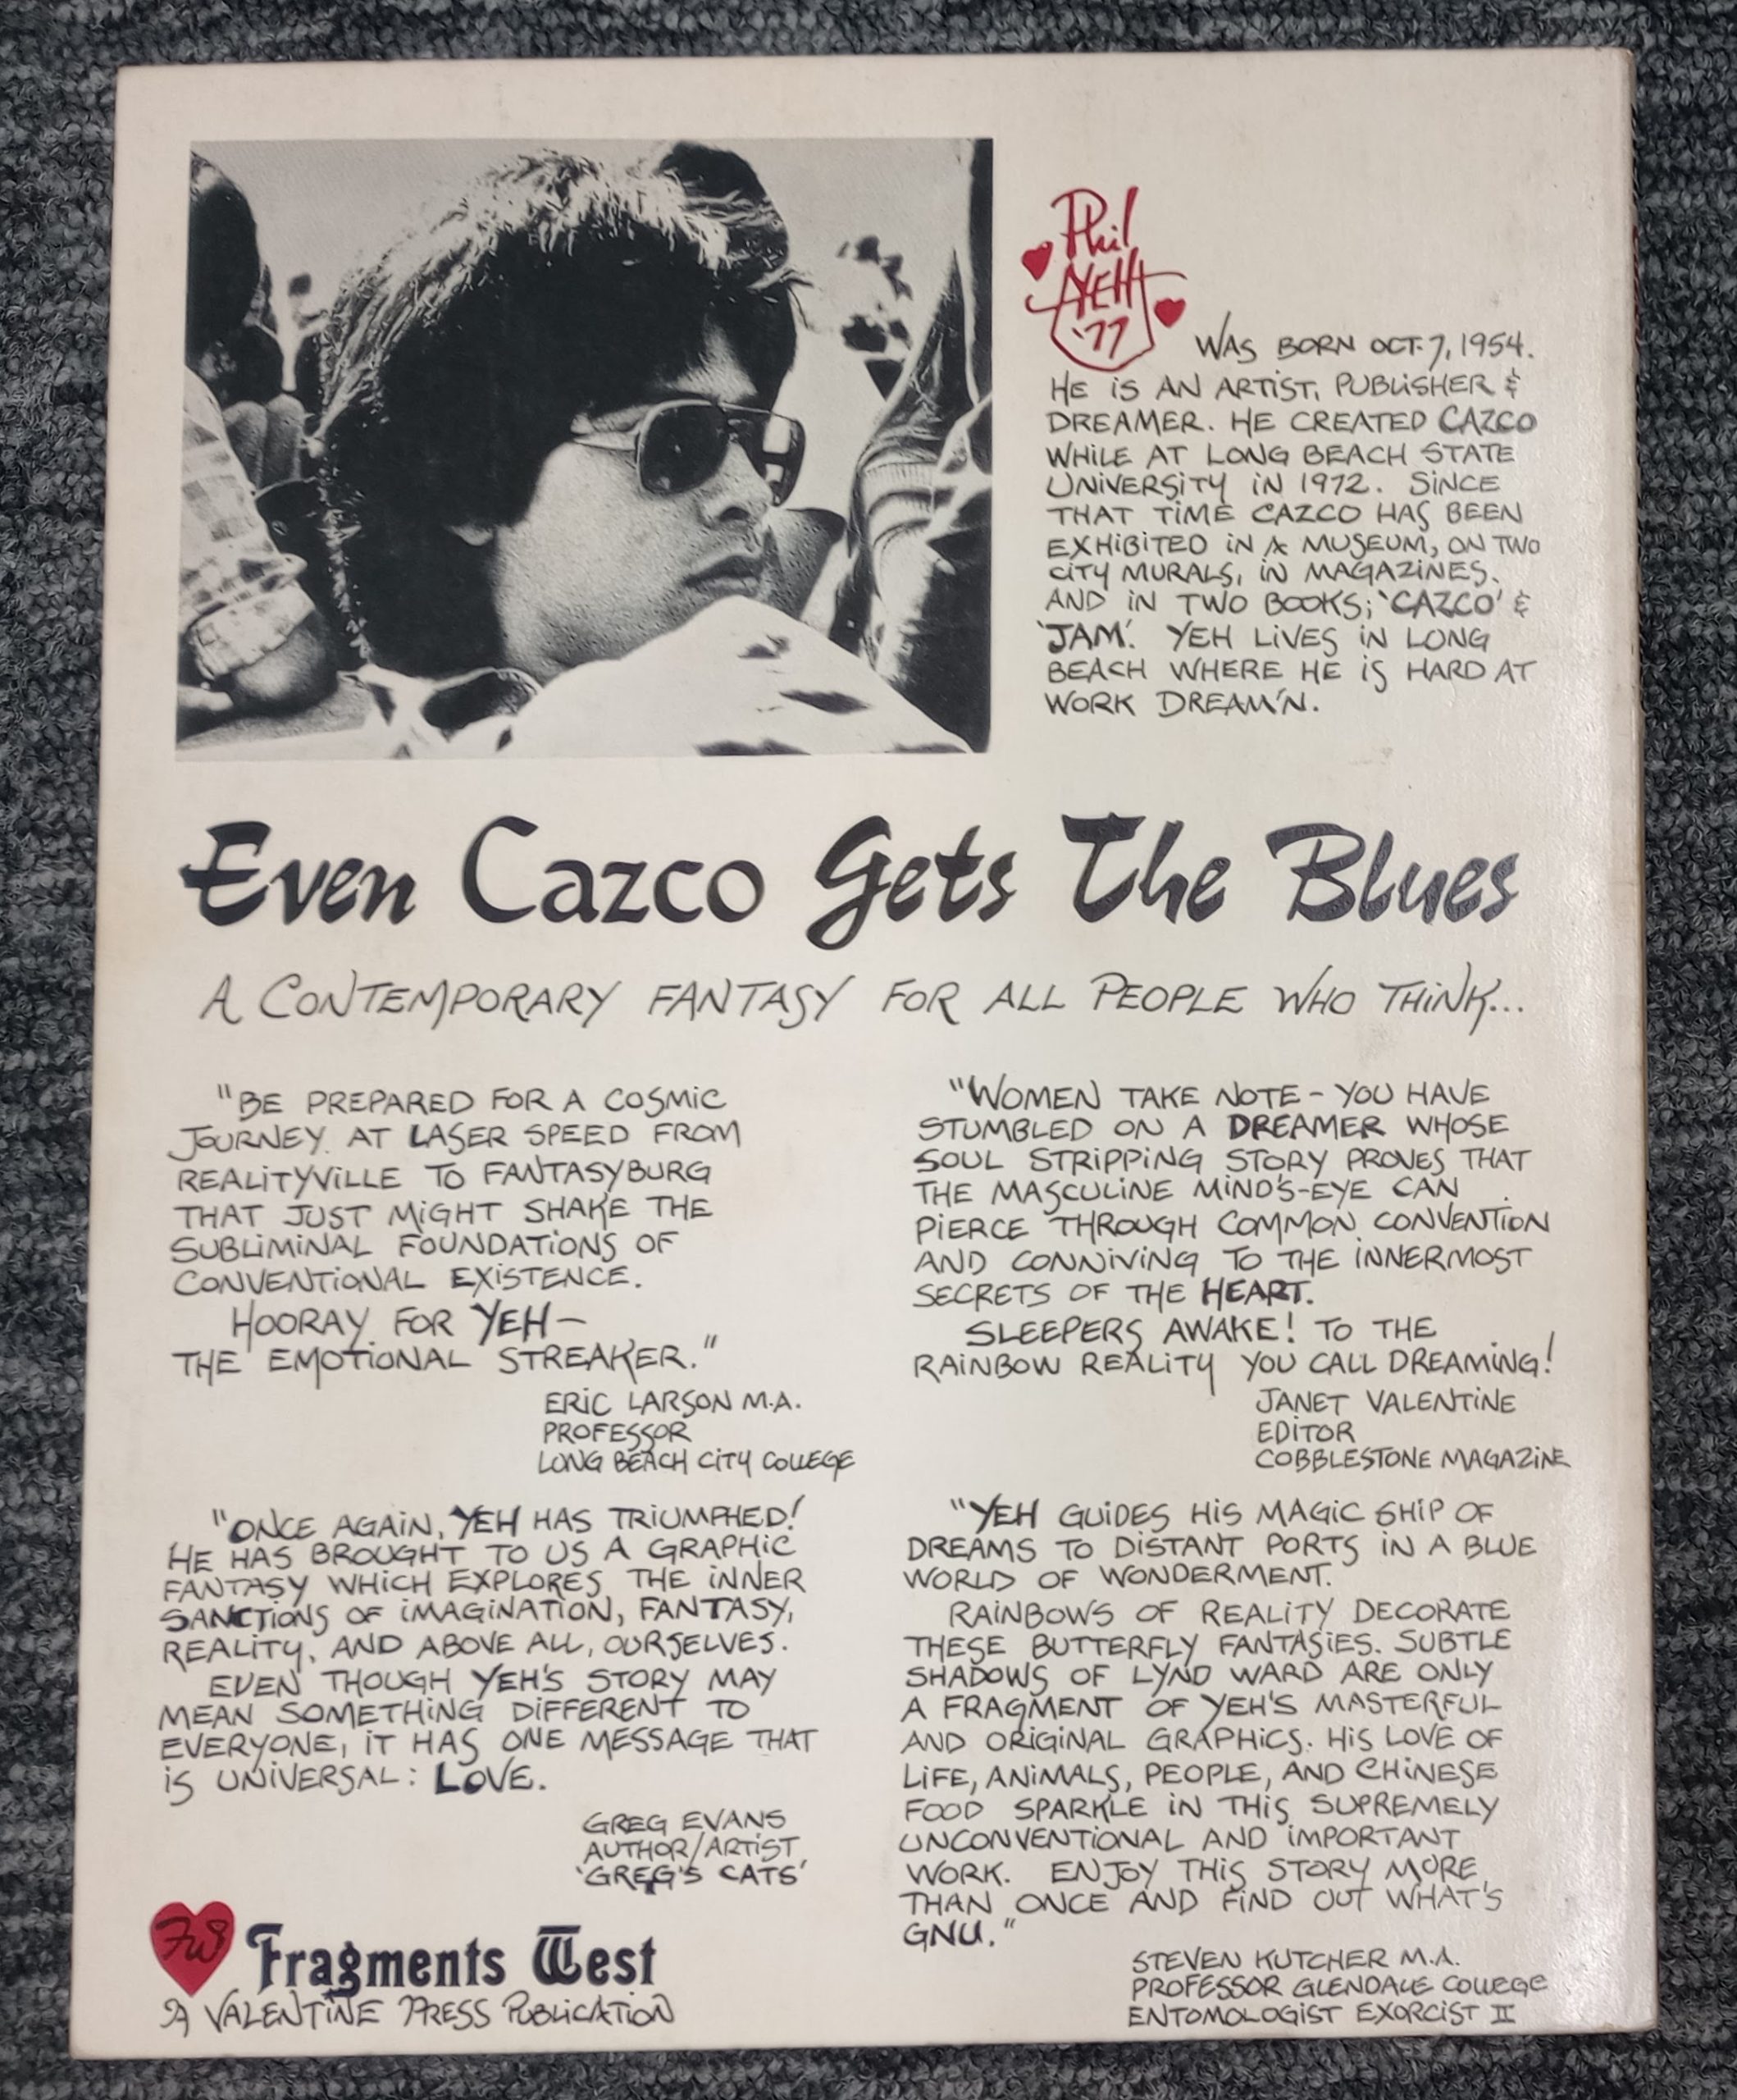 Phil
YEH
'77
WAS BORN OCT. 7, 1954.
HE IS AN ARTIST, PUBLISHER &
DREAMER. HE CREATED CAZCO
WHILE AT LONG BEACH STATE
UNIVERSITY IN 1972. SINCE
THAT TIME CAZCO HAS BEEN
EXHIBITED IN A MUSEUM, ON TWO
CITY MURALS, IN MAGAZINES.
AND IN TWO BOOKS; 'CAZCO' &
'JAM'. YEH LIVES IN LONG
BEACH WHERE HE IS HARD AT
WORK DREAM'N.
Even Cazco Gets The Blues
A CONTEMPORARY FANTASY FOR ALL PEOPLE WHO THINK...
"BE PREPARED FOR A COSMIC
JOURNEY AT LASER SPEED FROM
REALITYVILLE TO FANTASYBURG
THAT JUST MIGHT SHAKE THE
SUBLIMINAL FOUNDATIONS OF
CONVENTIONAL EXISTENCE.
HOORAY FOR YEH—
THE EMOTIONAL STREAKER."
ERIC LARSON M.A.
PROFESSOR
LONG BEACH CITY COLLEGE
"ONCE AGAIN, YEH HAS TRIUMPHED!
HE HAS BROUGHT TO US A GRAPHIC
FANTASY WHICH EXPLORES THE INNER
SANCTIONS OF IMAGINATION, FANTASY,
REALITY, AND ABOVE ALL, OURSELVES.
EVEN THOUGH YEH'S STORY MAY
MEAN SOMETHING DIFFERENT TO
EVERYONE, IT HAS ONE MESSAGE THAT
IS UNIVERSAL: LOVE.
GREG EVANS
AUTHOR/ARTIST
'GREG'S CATS'
"WOMEN TAKE NOTE - YOU HAVE
STUMBLED ON A DREAMER WHOSE
SOUL STRIPPING STORY PROVES THAT
THE MASCULINE MIND'S-EYE CAN
PIERCE THROUGH COMMON CONVENTION
AND CONNIVING TO THE INNERMOST
SECRETS OF THE HEART.
SLEEPERS AWAKE! TO THE
RAINBOW REALITY YOU CALL DREAMING!
JANET VALENTINE
EDITOR
COBBLESTONE MAGAZINE
"YEH GUIDES HIS MAGIC SHIP OF
DREAMS TO DISTANT PORTS IN A BLUE
WORLD OF WONDERMENT.
RAINBOWS OF REALITY DECORATE
THESE BUTTERFLY FANTASIES. SUBTLE
SHADOWS OF LYND WARD ARE ONLY
A FRAGMENT OF YEH'S MASTERFUL
AND ORIGINAL GRAPHICS. HIS LOVE OF
LIFE, ANIMALS, PEOPLE, AND CHINESE
FOOD SPARKLE IN THIS SUPREMELY
UNCONVENTIONAL AND IMPORTANT
WORK. ENJOY THIS STORY MORE
THAN ONCE AND FIND OUT WHAT'S
GNU."
STEVEN KUTCHER M.A.
PROFESSOR GLENDALE COLLEGE
ENTOMOLOGIST EXORCIST II
FW Fragments West
A VALENTINE PRESS PUBLICATION